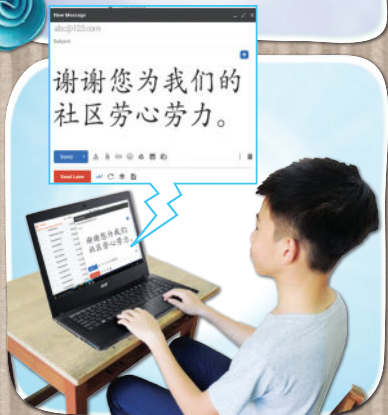 New Message
abc@123.com
Subject
谢谢您为我们的
社区劳心劳力。
Send
Send Later
谢谢您为我们
社区劳心劳力。
acer